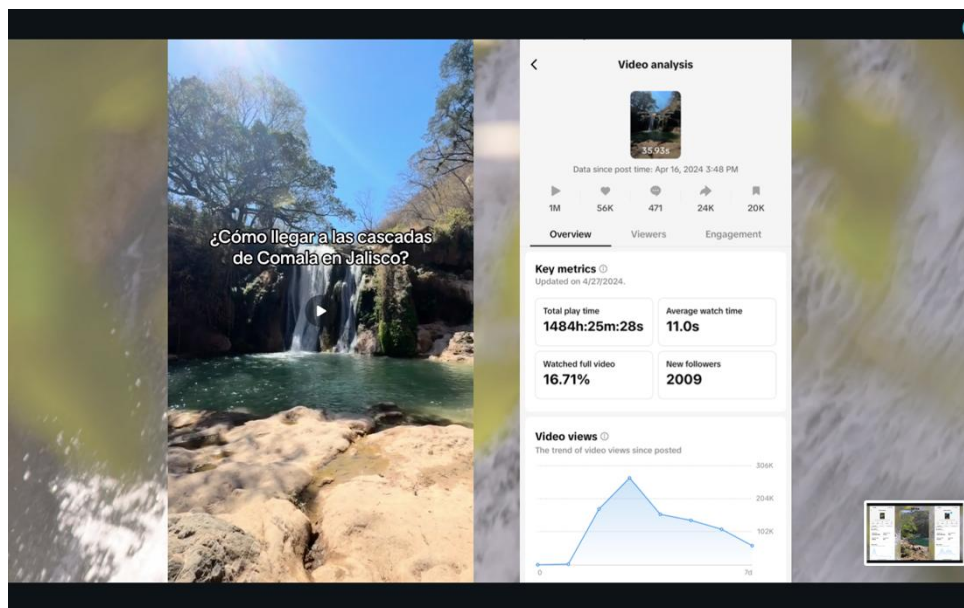 ¿Cómo llegar a las cascadas
de Comala en Jalisco?
Video analysis
35.93s
Data since post time: Apr 16, 2024 3:48 PM
1M 56K 471 24K 20K
Overview Viewers Engagement
Key metrics
Updated on 4/27/2024.
Total play time Average watch time
1484h:25m:28s 11.0s
Watched full video New followers
16.71% 2009
Video views
The trend of video views since posted
306K
204K
102K
0 7d